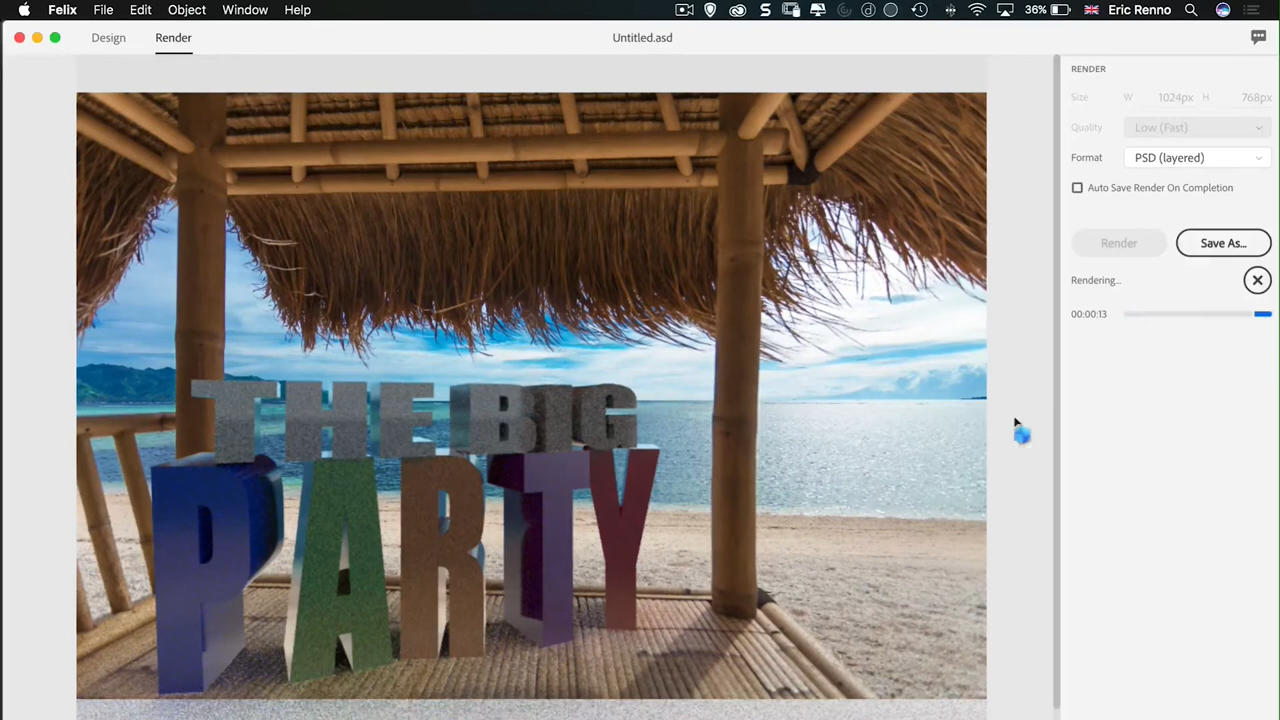 Felix File Edit Object Window Help 36% Eric Renno
Design Render Untitled.asd
RENDER
Size W 1024px H 768px
Quality Low (Fast)
Format PSD (layered)
Auto Save Render On Completion
Render Save As...
Rendering...
00:00:13
THE BIG
PARTY